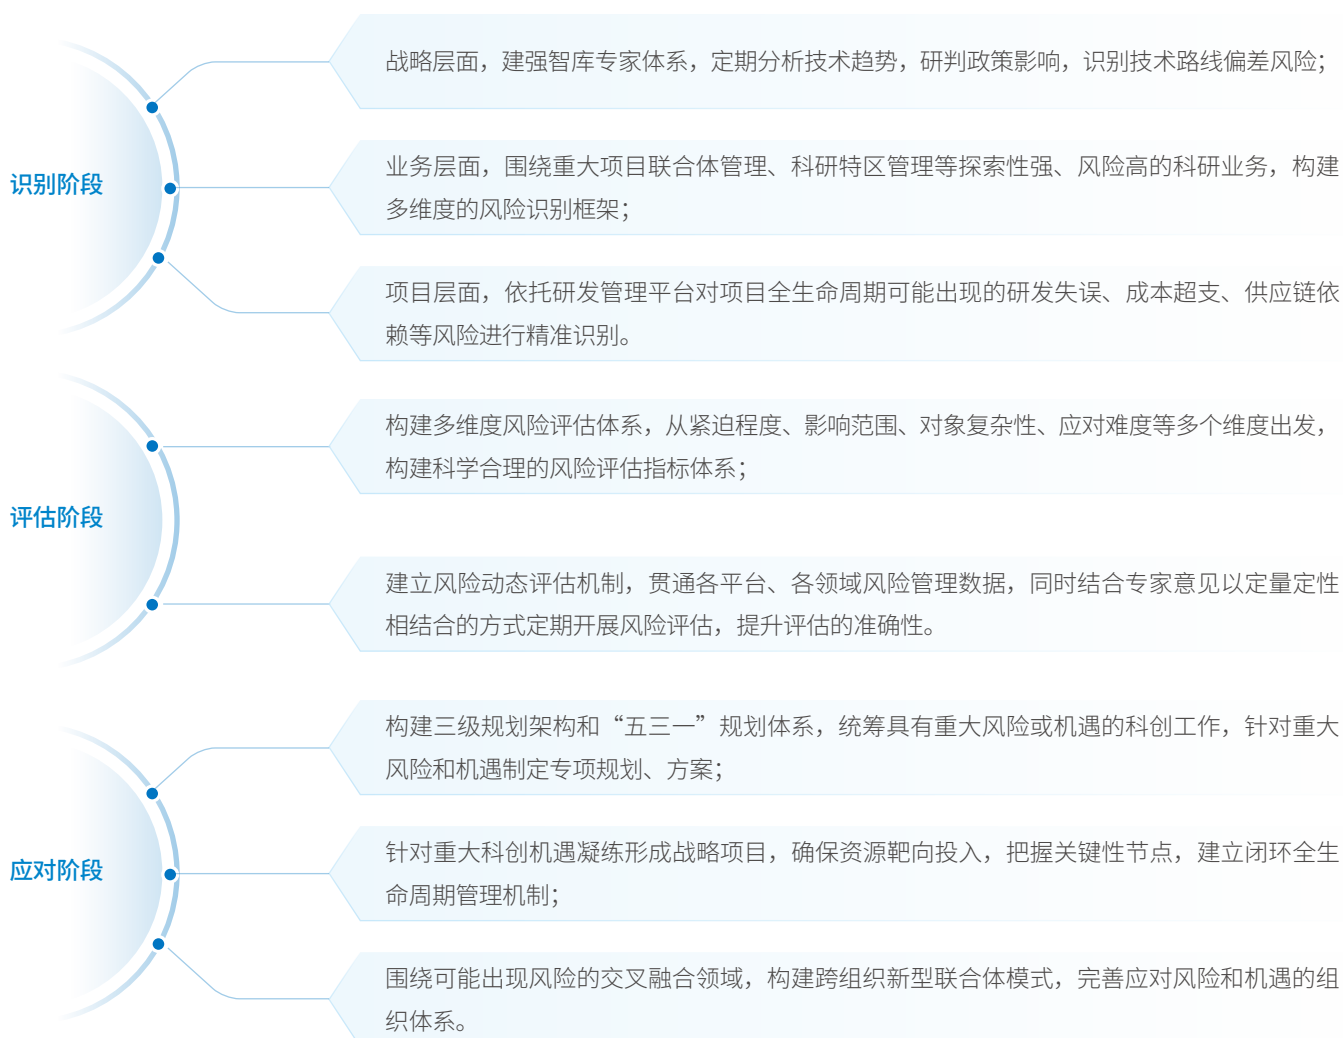 识别阶段
战略层面，建强智库专家体系，定期分析技术趋势，研判政策影响，识别技术路线偏差风险；
业务层面，围绕重大项目联合体管理、科研特区管理等探索性强、风险高的科研业务，构建
多维度的风险识别框架；
项目层面，依托研发管理平台对项目全生命周期可能出现的研发失误、成本超支、供应链依
赖等风险进行精准识别。
评估阶段
构建多维度风险评估体系，从紧迫程度、影响范围、对象复杂性、应对难度等多个维度出发，
构建科学合理的风险评估指标体系；
建立风险动态评估机制，贯通各平台、各领域风险管理数据，同时结合专家意见以定量定性
相结合的方式定期开展风险评估，提升评估的准确性。
应对阶段
构建三级规划架构和“五三一”规划体系，统筹具有重大风险或机遇的科创工作，针对重大
风险和机遇制定专项规划、方案；
针对重大科创机遇凝练形成战略项目，确保资源靶向投入，把握关键性节点，建立闭环全生
命周期管理机制；
围绕可能出现风险的交叉融合领域，构建跨组织新型联合体模式，完善应对风险和机遇的组
织体系。